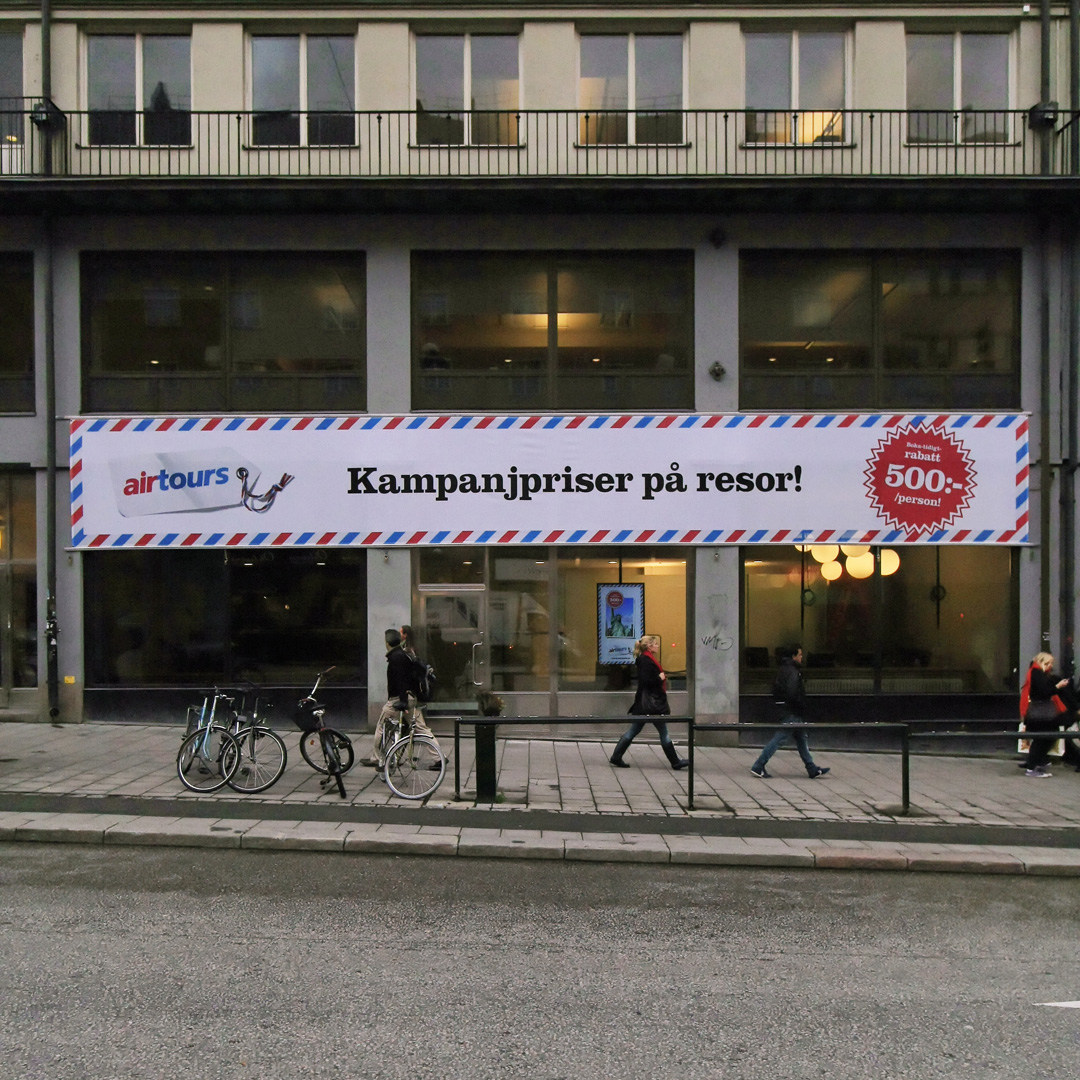 airtours
Kampanjpriser på resor!
Boka-tidigt-
rabatt
500:-
/person!